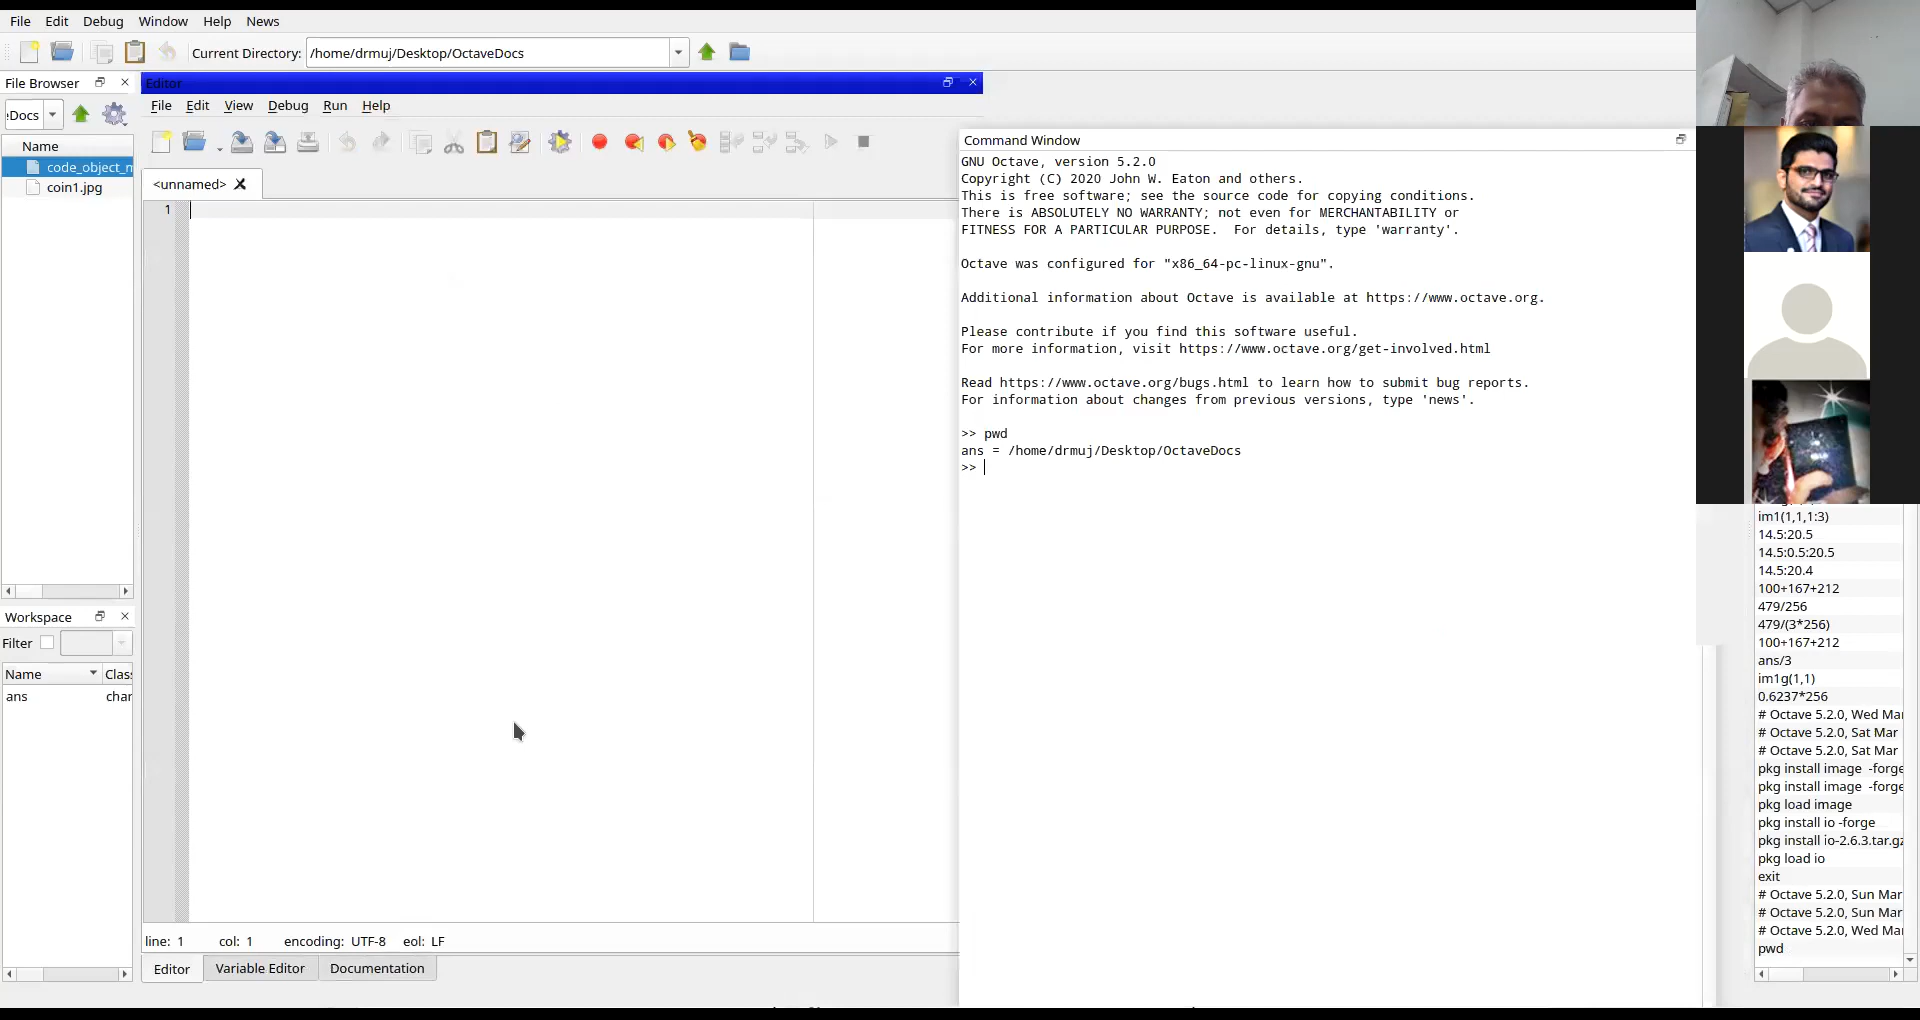 File Edit Debug Window Help News
Current Directory: /home/drmuj/Desktop/OctaveDocs
File Browser
:Docs
Name
code_object_m
coin1.jpg
Workspace
Filter
Name Class
ans char
Editor
File Edit View Debug Run Help
<unnamed>
1
line: 1 col: 1 encoding: UTF-8 eol: LF
Editor Variable Editor Documentation
Command Window
GNU Octave, version 5.2.0
Copyright (C) 2020 John W. Eaton and others.
This is free software; see the source code for copying conditions.
There is ABSOLUTELY NO WARRANTY; not even for MERCHANTABILITY or
FITNESS FOR A PARTICULAR PURPOSE.  For details, type 'warranty'.
Octave was configured for "x86_64-pc-linux-gnu".
Additional information about Octave is available at https://www.octave.org.
Please contribute if you find this software useful.
For more information, visit https://www.octave.org/get-involved.html
Read https://www.octave.org/bugs.html to learn how to submit bug reports.
For information about changes from previous versions, type 'news'.
>> pwd
ans = /home/drmuj/Desktop/OctaveDocs
>>
im1(1,1,1:3)
14.5:20.5
14.5:0.5:20.5
14.5:20.4
100+167+212
479/256
479/(3*256)
100+167+212
ans/3
im1g(1,1)
0.6237*256
# Octave 5.2.0, Wed Mar
# Octave 5.2.0, Sat Mar
# Octave 5.2.0, Sat Mar
pkg install image -forge
pkg install image -forge
pkg load image
pkg install io -forge
pkg install io-2.6.3.tar.gz
pkg load io
exit
# Octave 5.2.0, Sun Mar
# Octave 5.2.0, Sun Mar
# Octave 5.2.0, Wed Mar
pwd